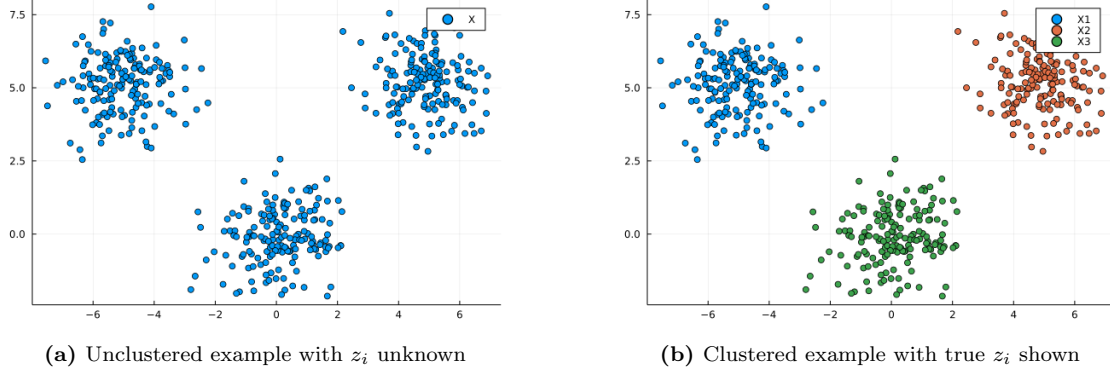 7.5
5.0
2.5
0.0
−6 −4 −2 0 2 4 6
X
(a) Unclustered example with z_i unknown
7.5
5.0
2.5
0.0
−6 −4 −2 0 2 4 6
X1
X2
X3
(b) Clustered example with true z_i shown